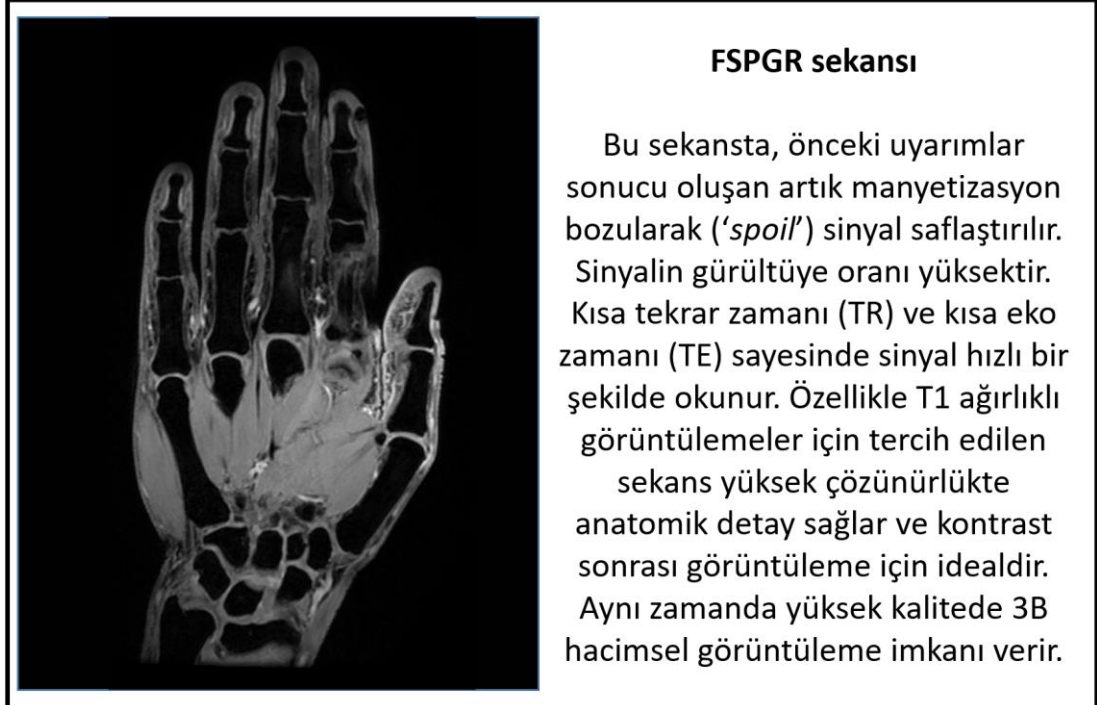 FSPGR sekansı
Bu sekansta, önceki uyarımlar
sonucu oluşan artık manyetizasyon
bozularak (‘spoil’) sinyal saflaştırılır.
Sinyalin gürültüye oranı yüksektir.
Kısa tekrar zamanı (TR) ve kısa eko
zamanı (TE) sayesinde sinyal hızlı bir
şekilde okunur. Özellikle T1 ağırlıklı
görüntülemeler için tercih edilen
sekans yüksek çözünürlükte
anatomik detay sağlar ve kontrast
sonrası görüntüleme için idealdir.
Aynı zamanda yüksek kalitede 3B
hacimsel görüntüleme imkanı verir.